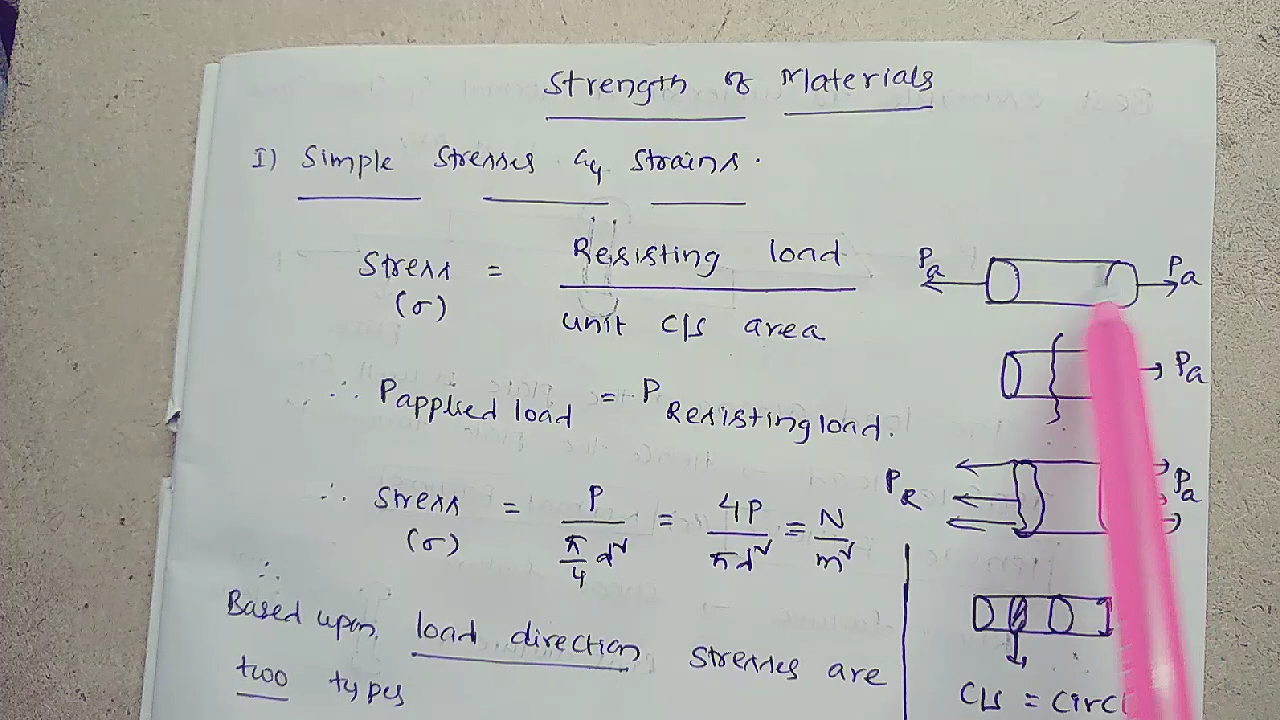 Strength of Materials
I) Simple Stresses & Strains.
Stress (σ) = Resisting load / unit c/s area
Pa Pa
Pa
∴ P applied load = P Resisting load.
PR Pa
∴ Stress (σ) = P / π/4 d² = 4P / πd² = N / m²
∴ Based upon load direction stresses are
two types
C/s = Circ